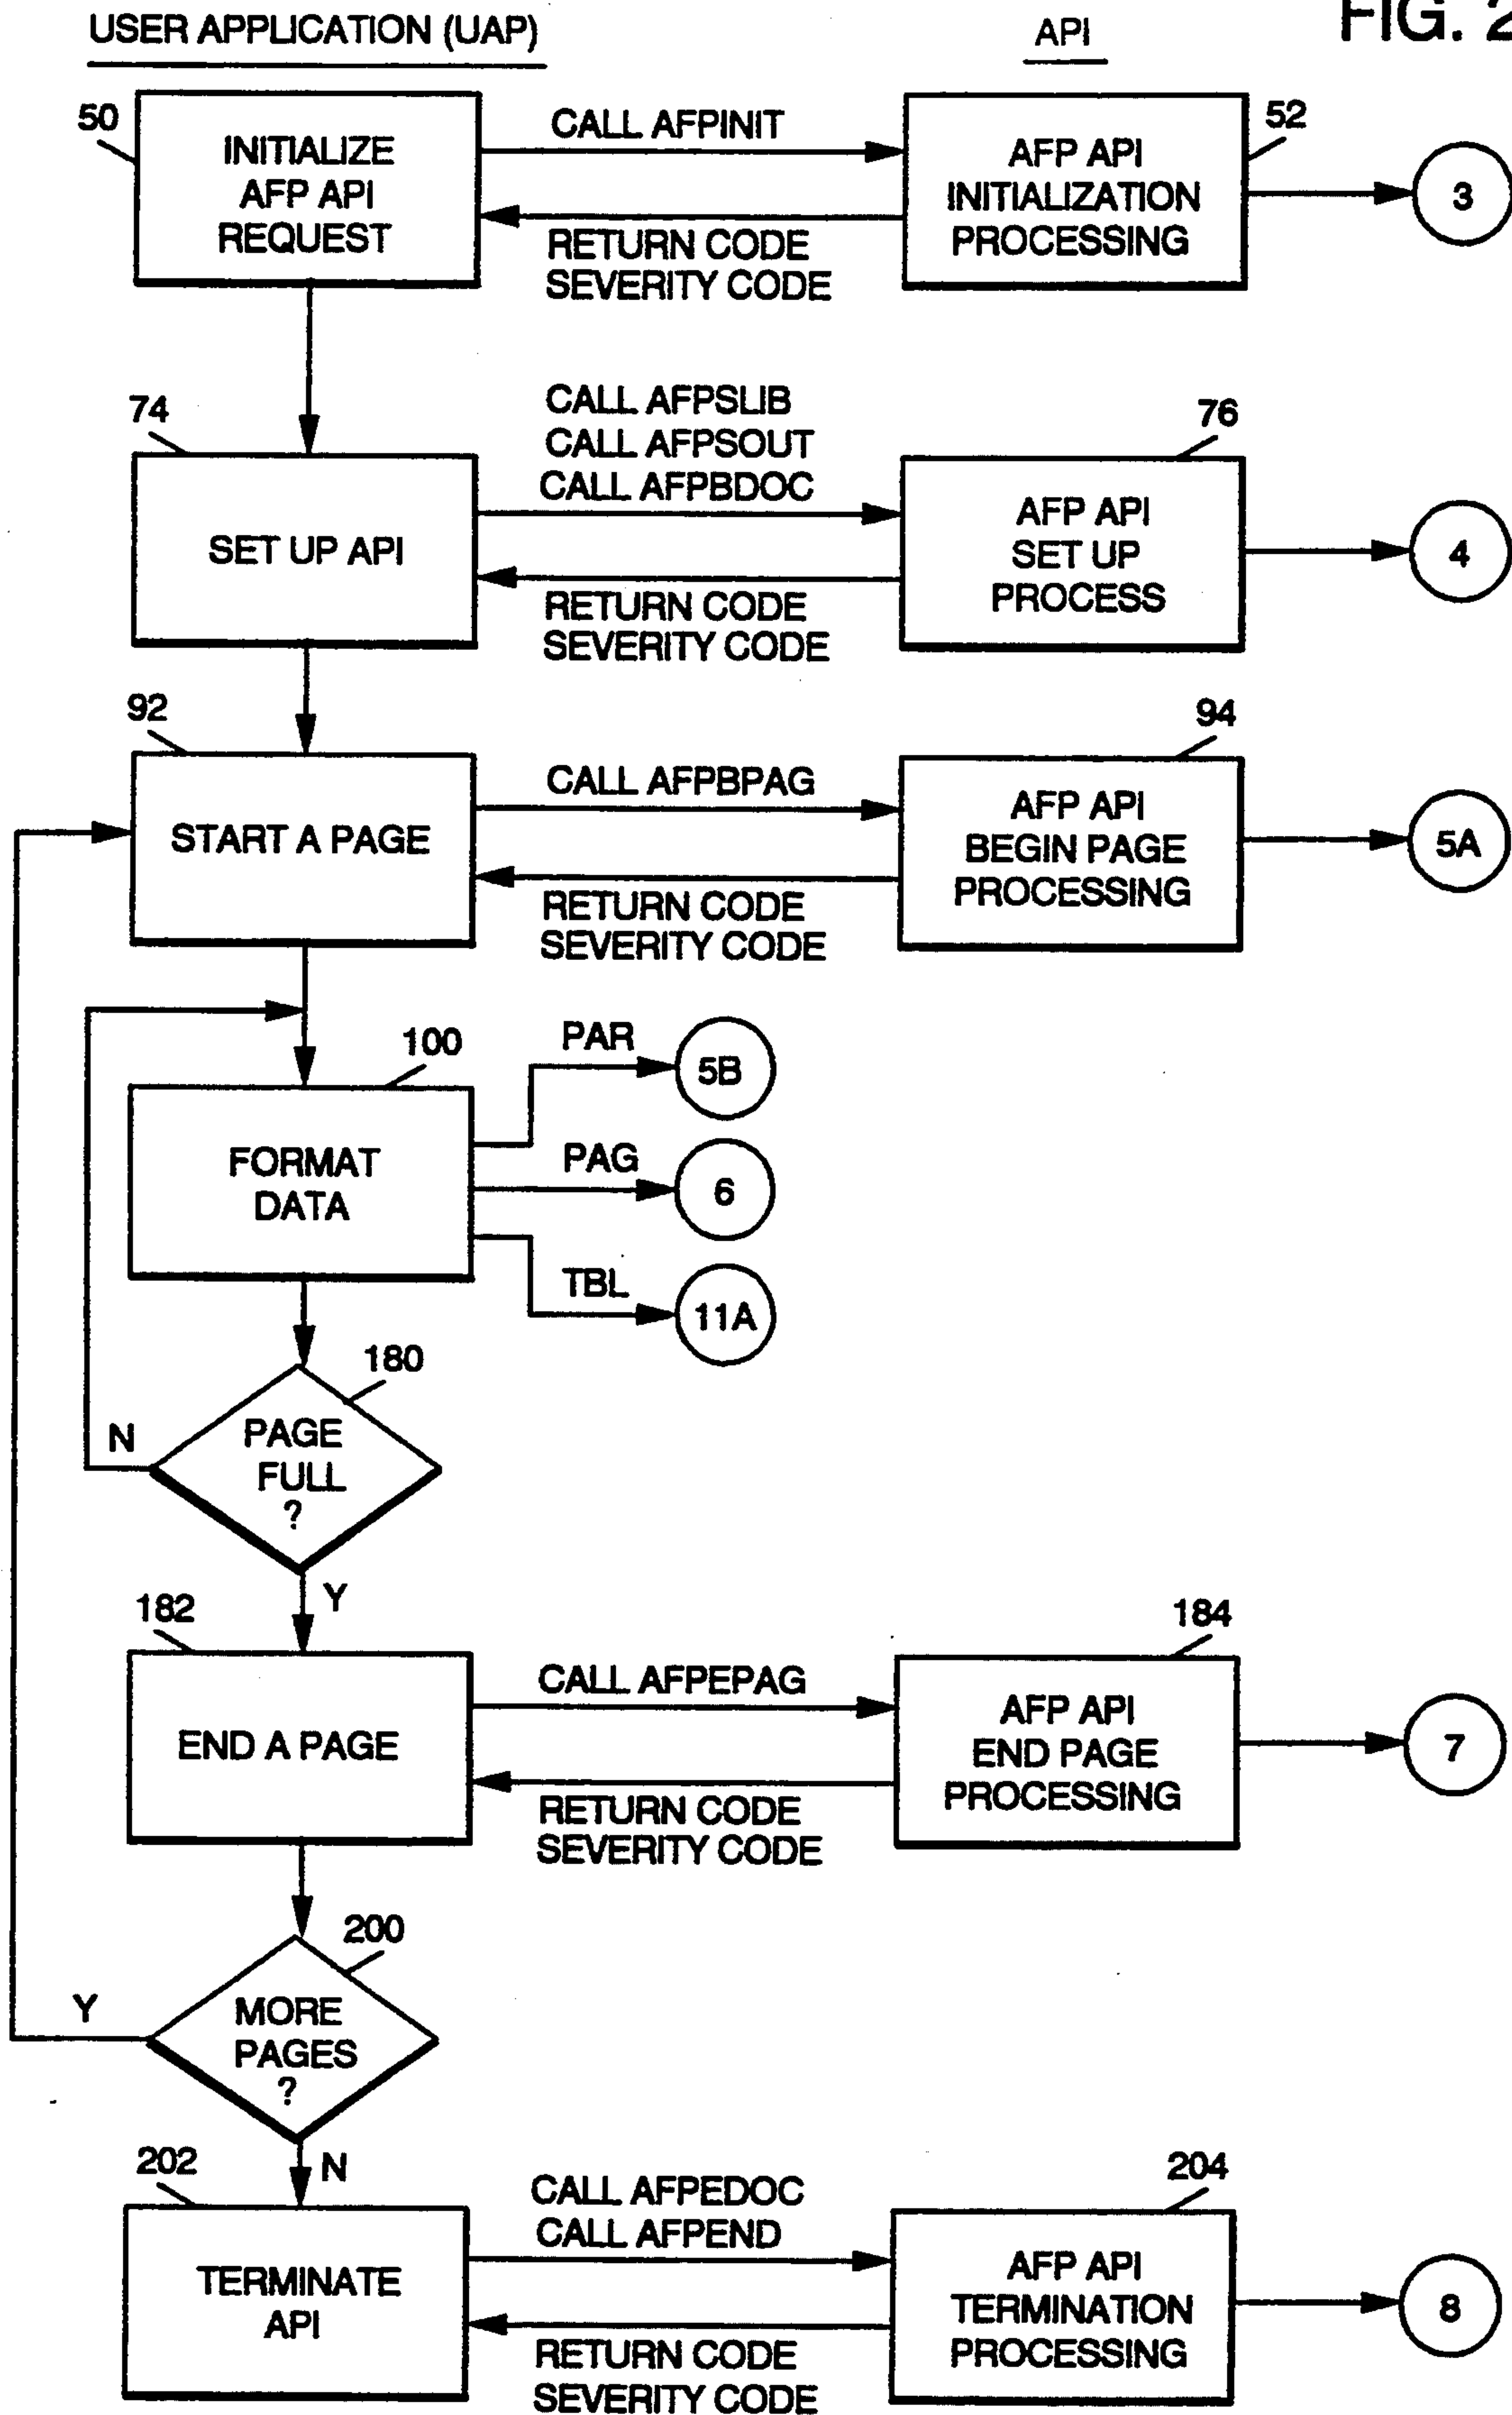 USER APPLICATION (UAP)
API
FIG. 2
50
INITIALIZE
AFP API
REQUEST
CALL AFPINIT
RETURN CODE
SEVERITY CODE
52
AFP API
INITIALIZATION
PROCESSING
3
74
SET UP API
CALL AFPSLIB
CALL AFPSOUT
CALL AFPBDOC
RETURN CODE
SEVERITY CODE
76
AFP API
SET UP
PROCESS
4
92
START A PAGE
CALL AFPBPAG
RETURN CODE
SEVERITY CODE
94
AFP API
BEGIN PAGE
PROCESSING
5A
100
FORMAT
DATA
PAR
5B
PAG
6
TBL
11A
180
PAGE
FULL
?
N
Y
182
END A PAGE
CALL AFPEPAG
RETURN CODE
SEVERITY CODE
184
AFP API
END PAGE
PROCESSING
7
200
MORE
PAGES
?
Y
N
202
TERMINATE
API
CALL AFPEDOC
CALL AFPEND
RETURN CODE
SEVERITY CODE
204
AFP API
TERMINATION
PROCESSING
8